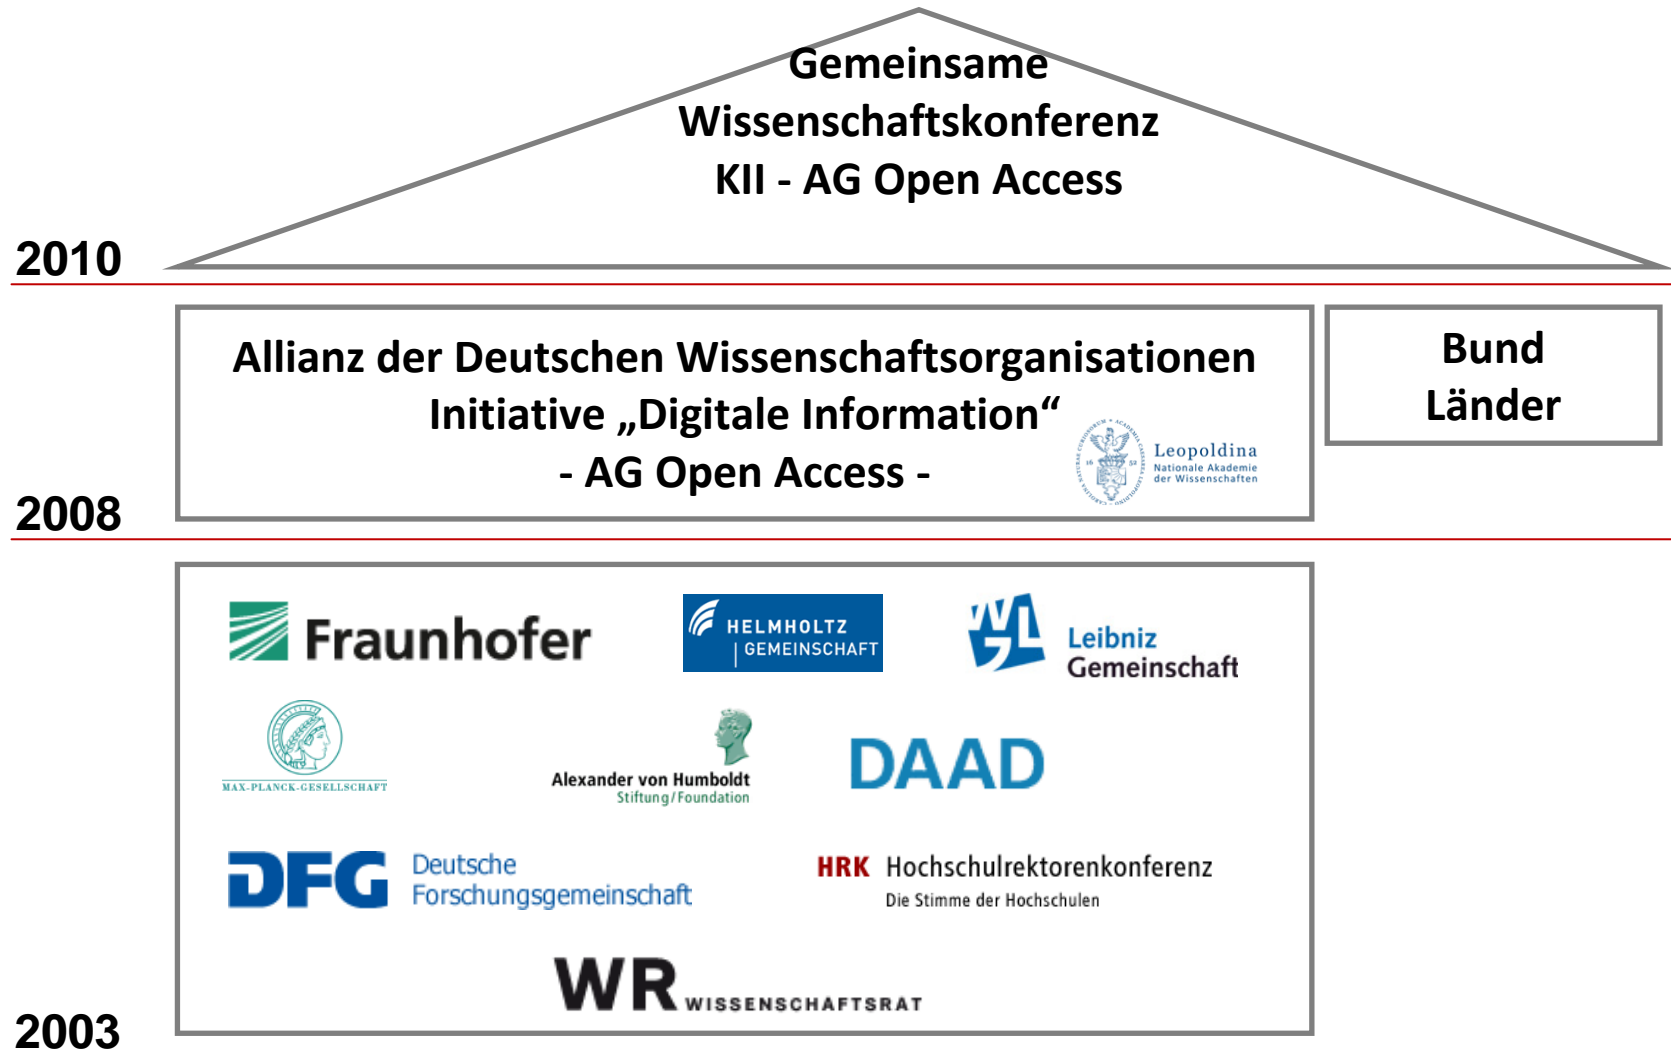 Gemeinsame
Wissenschaftskonferenz
KII - AG Open Access
2010
Allianz der Deutschen Wissenschaftsorganisationen
Initiative „Digitale Information“
- AG Open Access -
Leopoldina
Nationale Akademie
der Wissenschaften
Bund
Länder
2008
Fraunhofer
HELMHOLTZ
GEMEINSCHAFT
Leibniz
Gemeinschaft
MAX-PLANCK-GESELLSCHAFT
Alexander von Humboldt
Stiftung/Foundation
DAAD
DFG Deutsche
Forschungsgemeinschaft
HRK Hochschulrektorenkonferenz
Die Stimme der Hochschulen
WR WISSENSCHAFTSRAT
2003